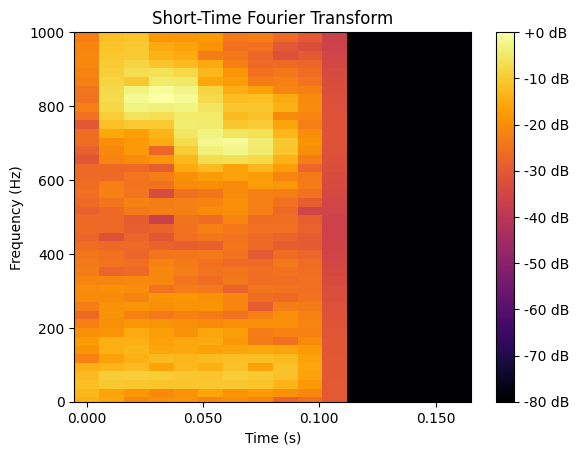 Short-Time Fourier Transform
1000
800
600
400
200
0
Frequency (Hz)
0.000
0.050
0.100
0.150
Time (s)
+0 dB
-10 dB
-20 dB
-30 dB
-40 dB
-50 dB
-60 dB
-70 dB
-80 dB